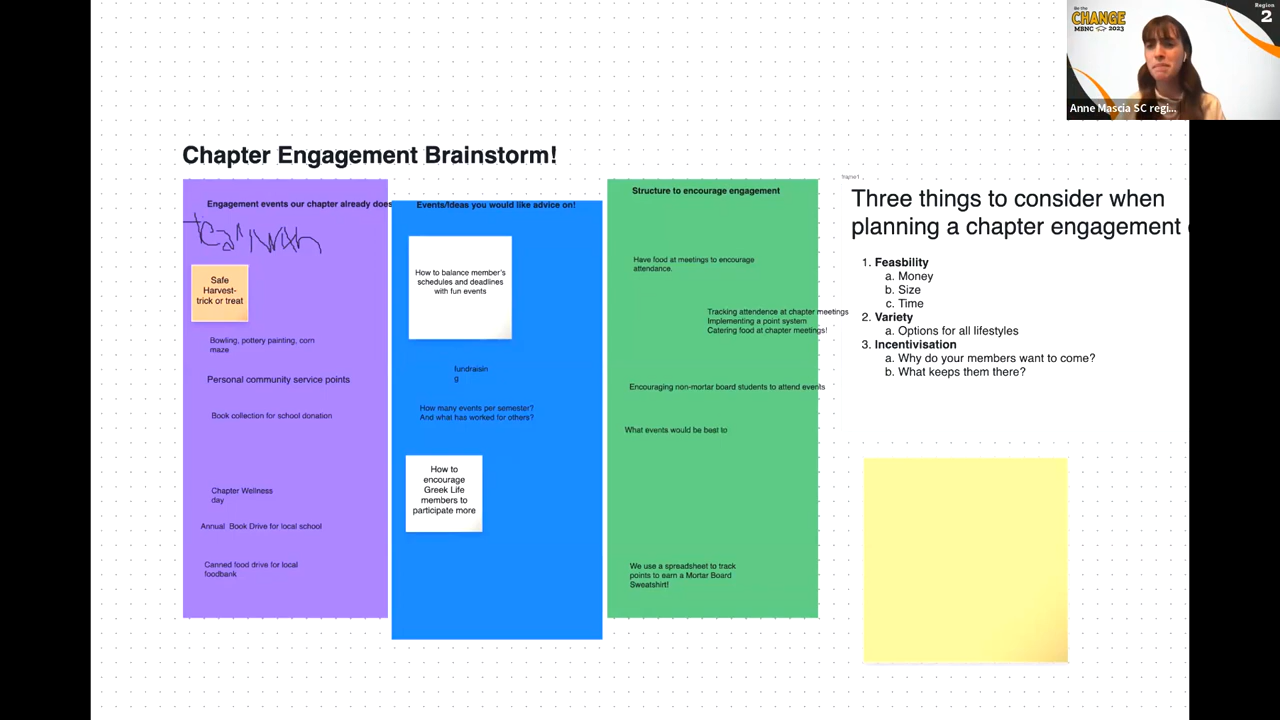 Be the
CHANGE
MBNC 2023
Region
2
Anne Mascia SC regi...
Chapter Engagement Brainstorm!
Engagement events our chapter already does
Safe
Harvest-
trick or treat
Bowling, pottery painting, corn
maze
Personal community service points
Book collection for school donation
Chapter Wellness
day
Annual Book Drive for local school
Canned food drive for local
foodbank
Events/Ideas you would like advice on!
How to balance member's
schedules and deadlines
with fun events
fundraisin
g
How many events per semester?
And what has worked for others?
How to
encourage
Greek Life
members to
participate more
Structure to encourage engagement
Have food at meetings to encourage
attendance.
Tracking attendence at chapter meetings
Implementing a point system
Catering food at chapter meetings!
Encouraging non-mortar board students to attend events
What events would be best to
We use a spreadsheet to track
points to earn a Mortar Board
Sweatshirt!
Three things to consider when
planning a chapter engagement
1. Feasbility
a. Money
b. Size
c. Time
2. Variety
a. Options for all lifestyles
3. Incentivisation
a. Why do your members want to come?
b. What keeps them there?